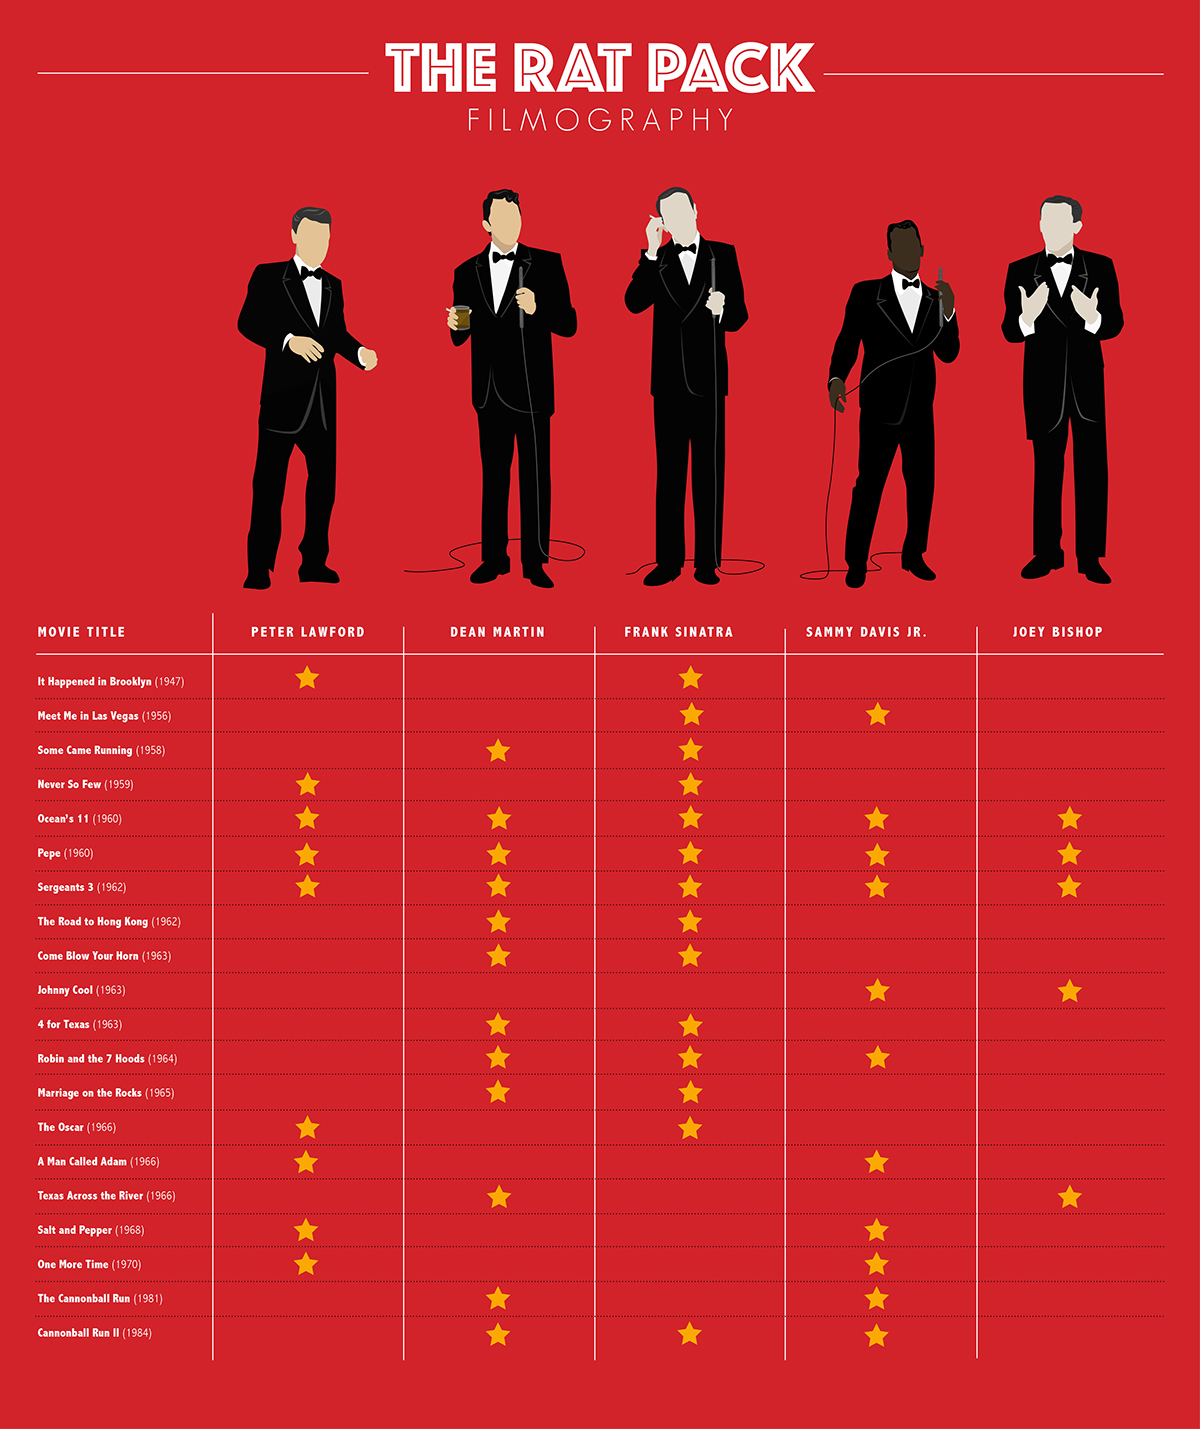 THE RAT PACK
FILMOGRAPHY
MOVIE TITLE PETER LAWFORD DEAN MARTIN FRANK SINATRA SAMMY DAVIS JR. JOEY BISHOP
It Happened in Brooklyn (1947)
Meet Me in Las Vegas (1956)
Some Came Running (1958)
Never So Few (1959)
Ocean's 11 (1960)
Pepe (1960)
Sergeants 3 (1962)
The Road to Hong Kong (1962)
Come Blow Your Horn (1963)
Johnny Cool (1963)
4 for Texas (1963)
Robin and the 7 Hoods (1964)
Marriage on the Rocks (1965)
The Oscar (1966)
A Man Called Adam (1966)
Texas Across the River (1966)
Salt and Pepper (1968)
One More Time (1970)
The Cannonball Run (1981)
Cannonball Run II (1984)